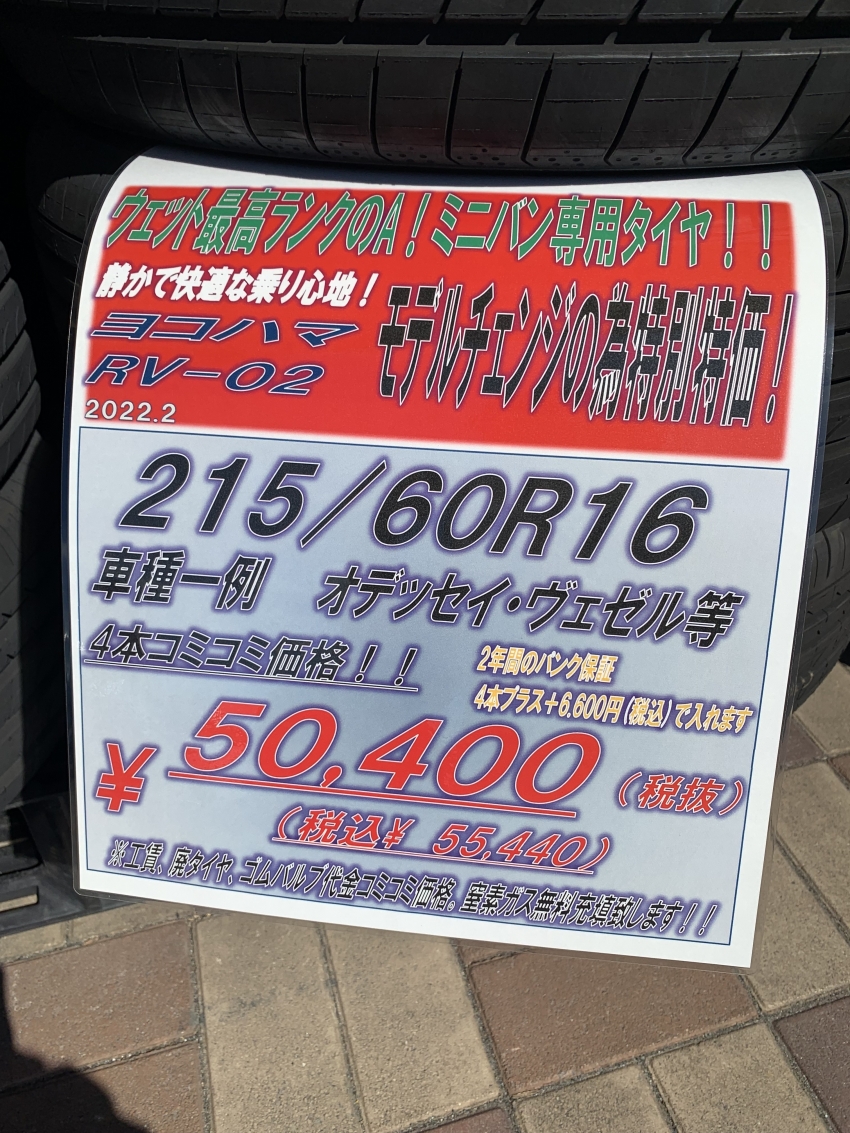 ウェット最高ランクのA！ミニバン専用タイヤ！！
静かで快適な乗り心地！
ヨコハマ
RV-02
モデルチェンジの為特別特価！
2022.2
215/60R16
車種一例　オデッセイ・ヴェゼル等
4本コミコミ価格！！
2年間のパンク保証
4本プラス＋6,600円(税込)で入れます
¥50,400（税抜）
（税込¥ 55,440）
※工賃、廃タイヤ、ゴムバルブ代金コミコミ価格。窒素ガス無料充填致します！！